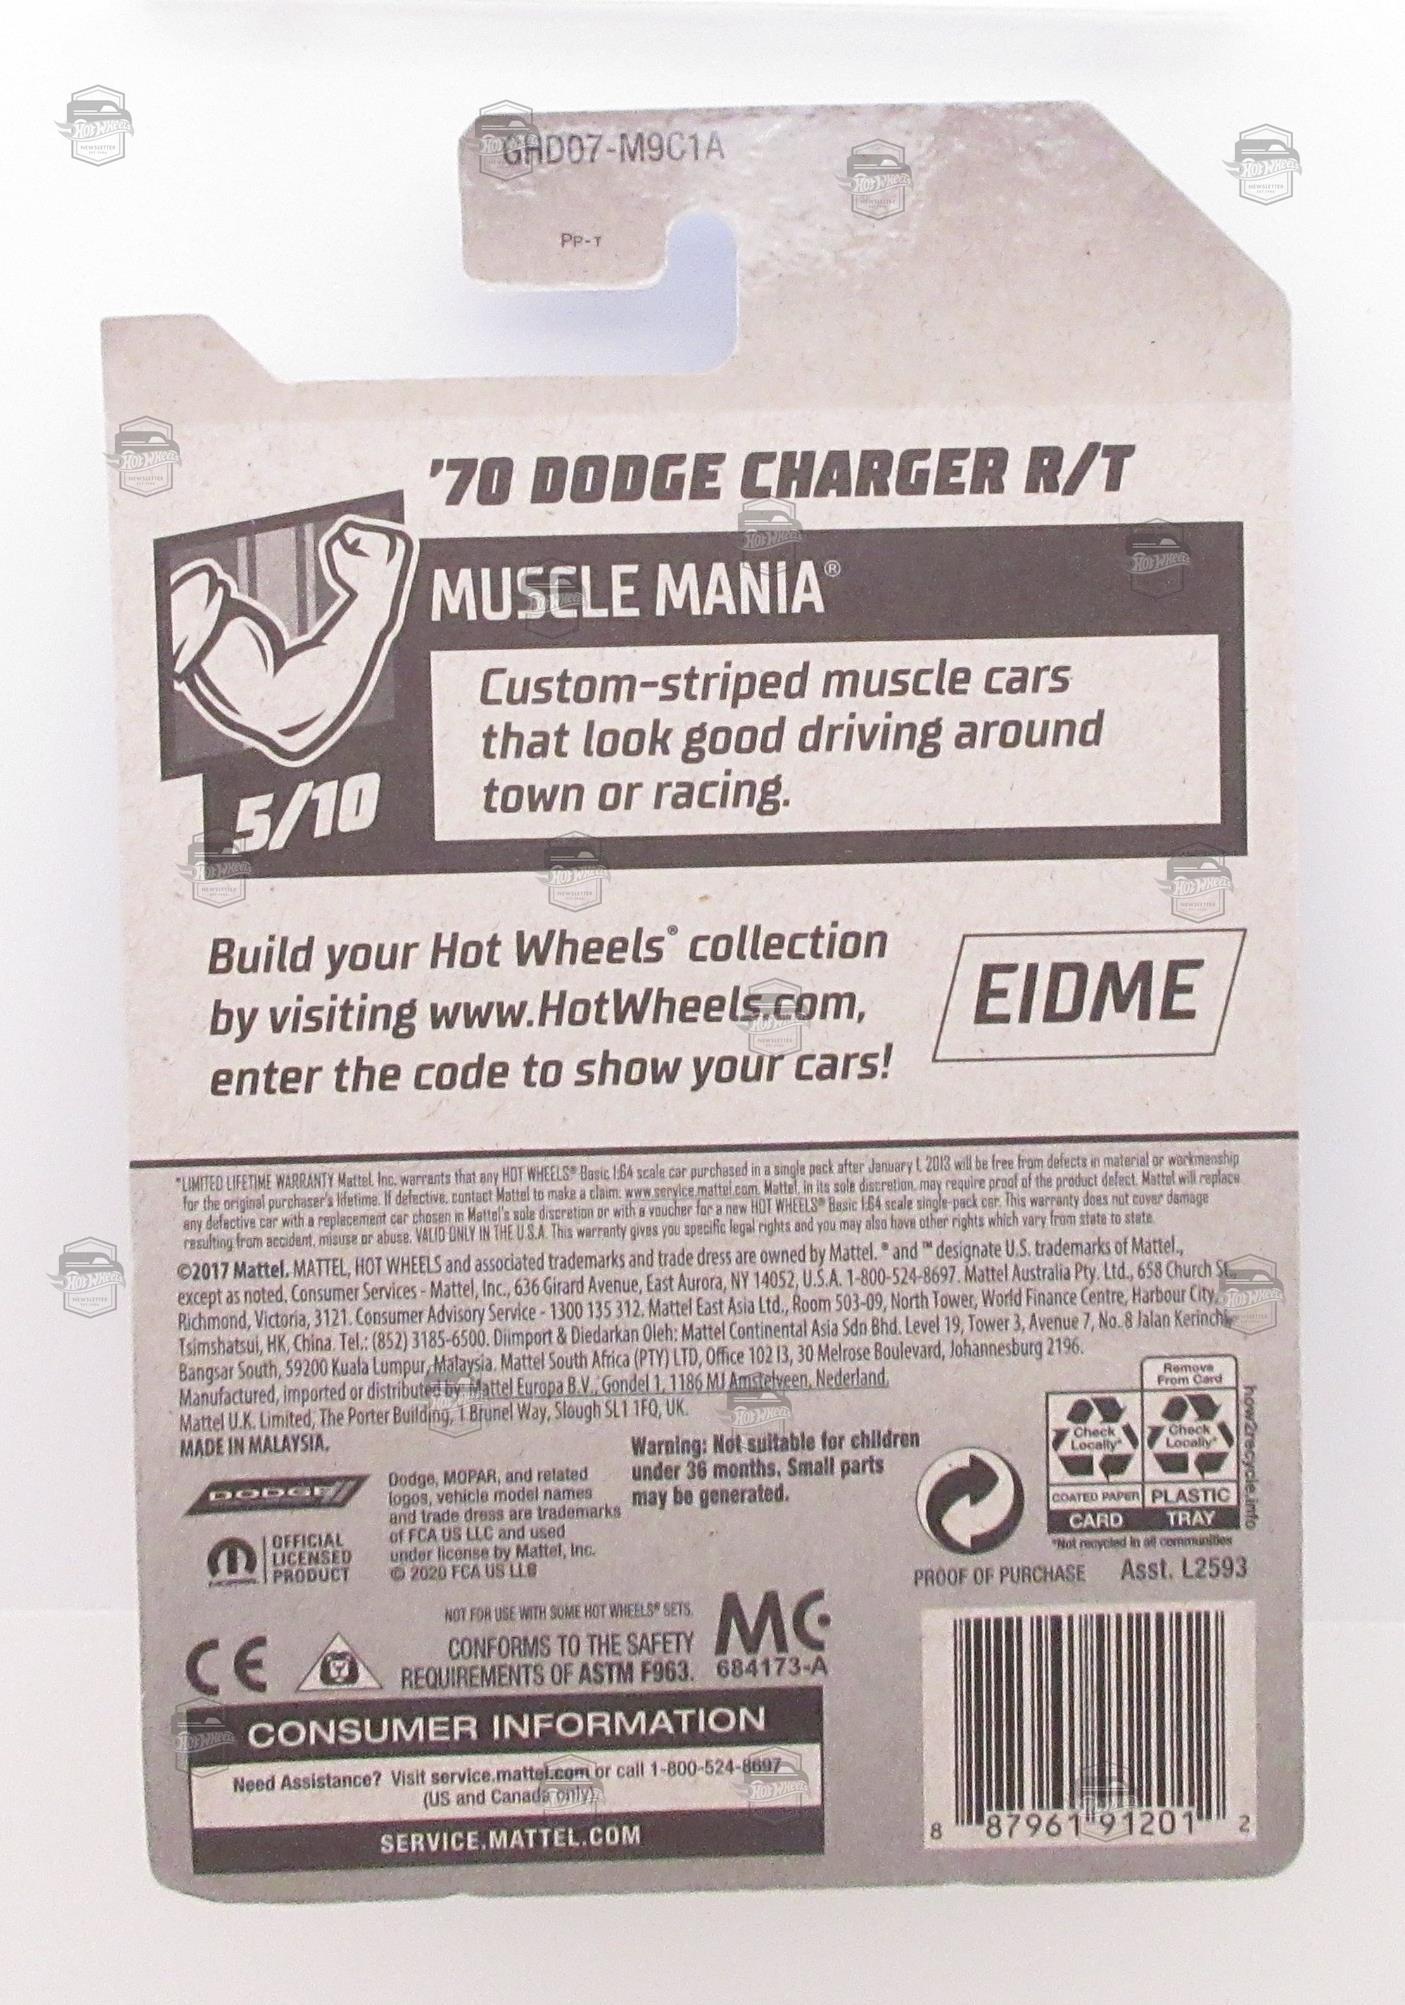 GHD07-M9C1A
PP-T
'70 DODGE CHARGER R/T
MUSCLE MANIA®
Custom-striped muscle cars
that look good driving around
town or racing.
5/10
Build your Hot Wheels® collection
by visiting www.HotWheels.com,
enter the code to show your cars!
EIDME
*LIMITED LIFETIME WARRANTY Mattel, Inc. warrants that any HOT WHEELS® Basic 1:64 scale car purchased in a single pack after January 1, 2013 will be free from defects in material or workmanship
for the original purchaser's lifetime. If defective, contact Mattel to make a claim: www.service.mattel.com. Mattel, in its sole discretion, may require proof of the product defect. Mattel will replace
any defective car with a replacement car chosen in Mattel's sole discretion or with a voucher for a new HOT WHEELS® Basic 1:64 scale single-pack car. This warranty does not cover damage
resulting from accident, misuse or abuse. VALID ONLY IN THE U.S.A. This warranty gives you specific legal rights and you may also have other rights which vary from state to state.
©2017 Mattel. MATTEL, HOT WHEELS and associated trademarks and trade dress are owned by Mattel. ® and ™ designate U.S. trademarks of Mattel.,
except as noted. Consumer Services - Mattel, Inc., 636 Girard Avenue, East Aurora, NY 14052, U.S.A. 1-800-524-8697. Mattel Australia Pty. Ltd., 658 Church St.,
Richmond, Victoria, 3121. Consumer Advisory Service - 1300 135 312. Mattel East Asia Ltd., Room 503-09, North Tower, World Finance Centre, Harbour City,
Tsimshatsui, HK, China. Tel.: (852) 3185-6500. Diimport & Diedarkan Oleh: Mattel Continental Asia Sdn Bhd. Level 19, Tower 3, Avenue 7, No. 8 Jalan Kerinchi,
Bangsar South, 59200 Kuala Lumpur, Malaysia. Mattel South Africa (PTY) LTD, Office 102 I3, 30 Melrose Boulevard, Johannesburg 2196.
Manufactured, imported or distributed by: Mattel Europa B.V., Gondel 1, 1186 MJ Amstelveen, Nederland.
Mattel U.K. Limited, The Porter Building, 1 Brunel Way, Slough SL1 1FQ, UK.
MADE IN MALAYSIA.
DODGE
OFFICIAL
LICENSED
PRODUCT
Dodge, MOPAR, and related
logos, vehicle model names
and trade dress are trademarks
of FCA US LLC and used
under license by Mattel, Inc.
© 2020 FCA US LLC
Warning: Not suitable for children
under 36 months. Small parts
may be generated.
Remove
From Card
Check
Locally*
Check
Locally*
COATED PAPER
PLASTIC
CARD
TRAY
*Not recycled in all communities
how2recycle.info
PROOF OF PURCHASE
Asst. L2593
NOT FOR USE WITH SOME HOT WHEELS® SETS.
CE
CONFORMS TO THE SAFETY
REQUIREMENTS OF ASTM F963.
MC
684173-A
CONSUMER INFORMATION
Need Assistance? Visit service.mattel.com or call 1-800-524-8697
(US and Canada only)
SERVICE.MATTEL.COM
8 87961 91201 2